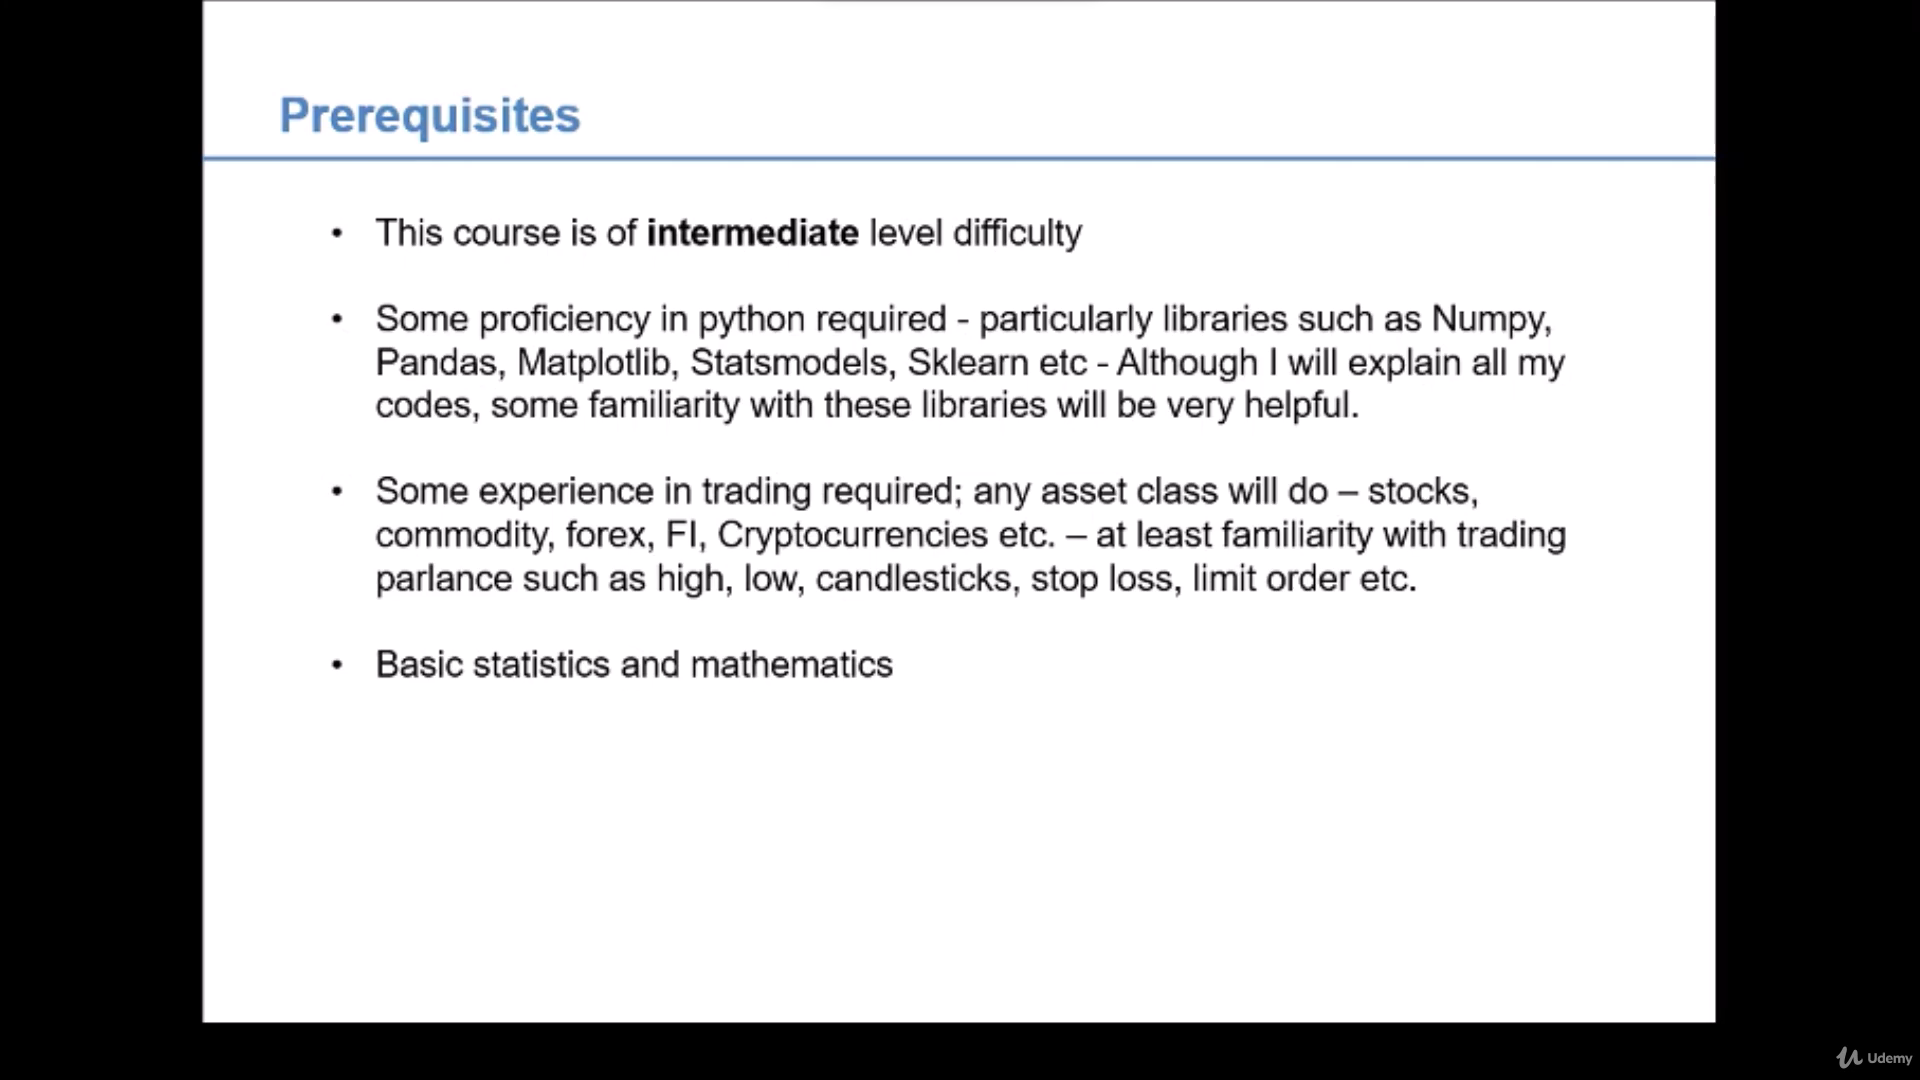 Prerequisites
• This course is of intermediate level difficulty
• Some proficiency in python required - particularly libraries such as Numpy,
Pandas, Matplotlib, Statsmodels, Sklearn etc - Although I will explain all my
codes, some familiarity with these libraries will be very helpful.
• Some experience in trading required; any asset class will do – stocks,
commodity, forex, FI, Cryptocurrencies etc. – at least familiarity with trading
parlance such as high, low, candlesticks, stop loss, limit order etc.
• Basic statistics and mathematics
Udemy